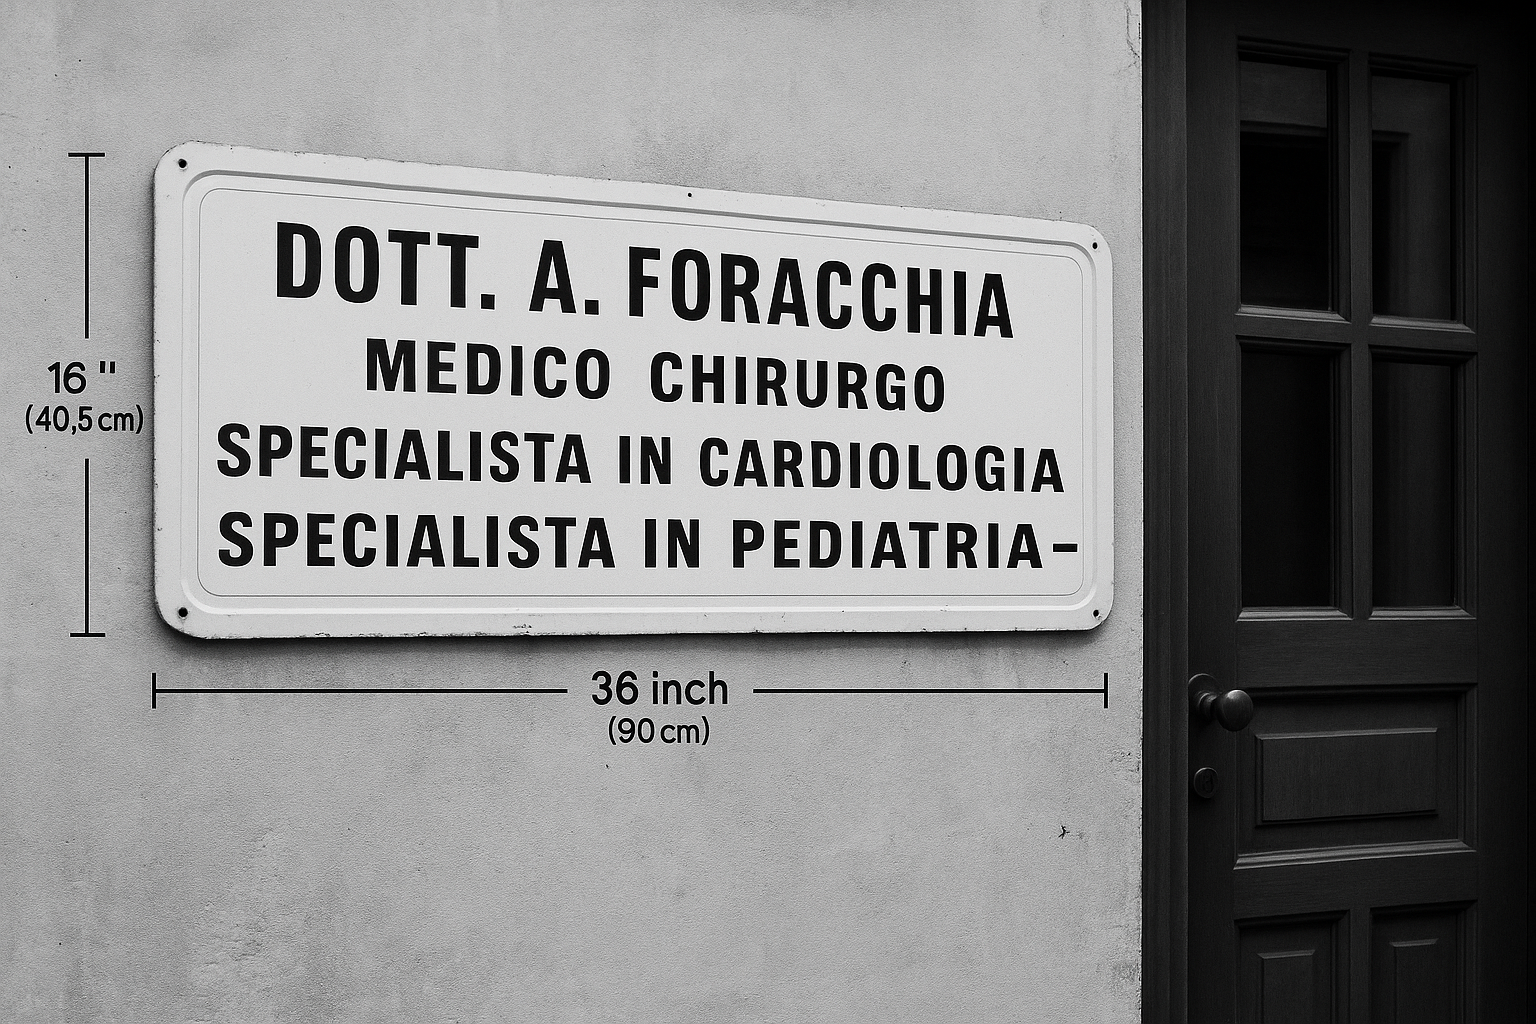 DOTT. A. FORACCHIA
MEDICO CHIRURGO
SPECIALISTA IN CARDIOLOGIA
SPECIALISTA IN PEDIATRIA–
16 "
(40,5 cm)
36 inch
(90 cm)